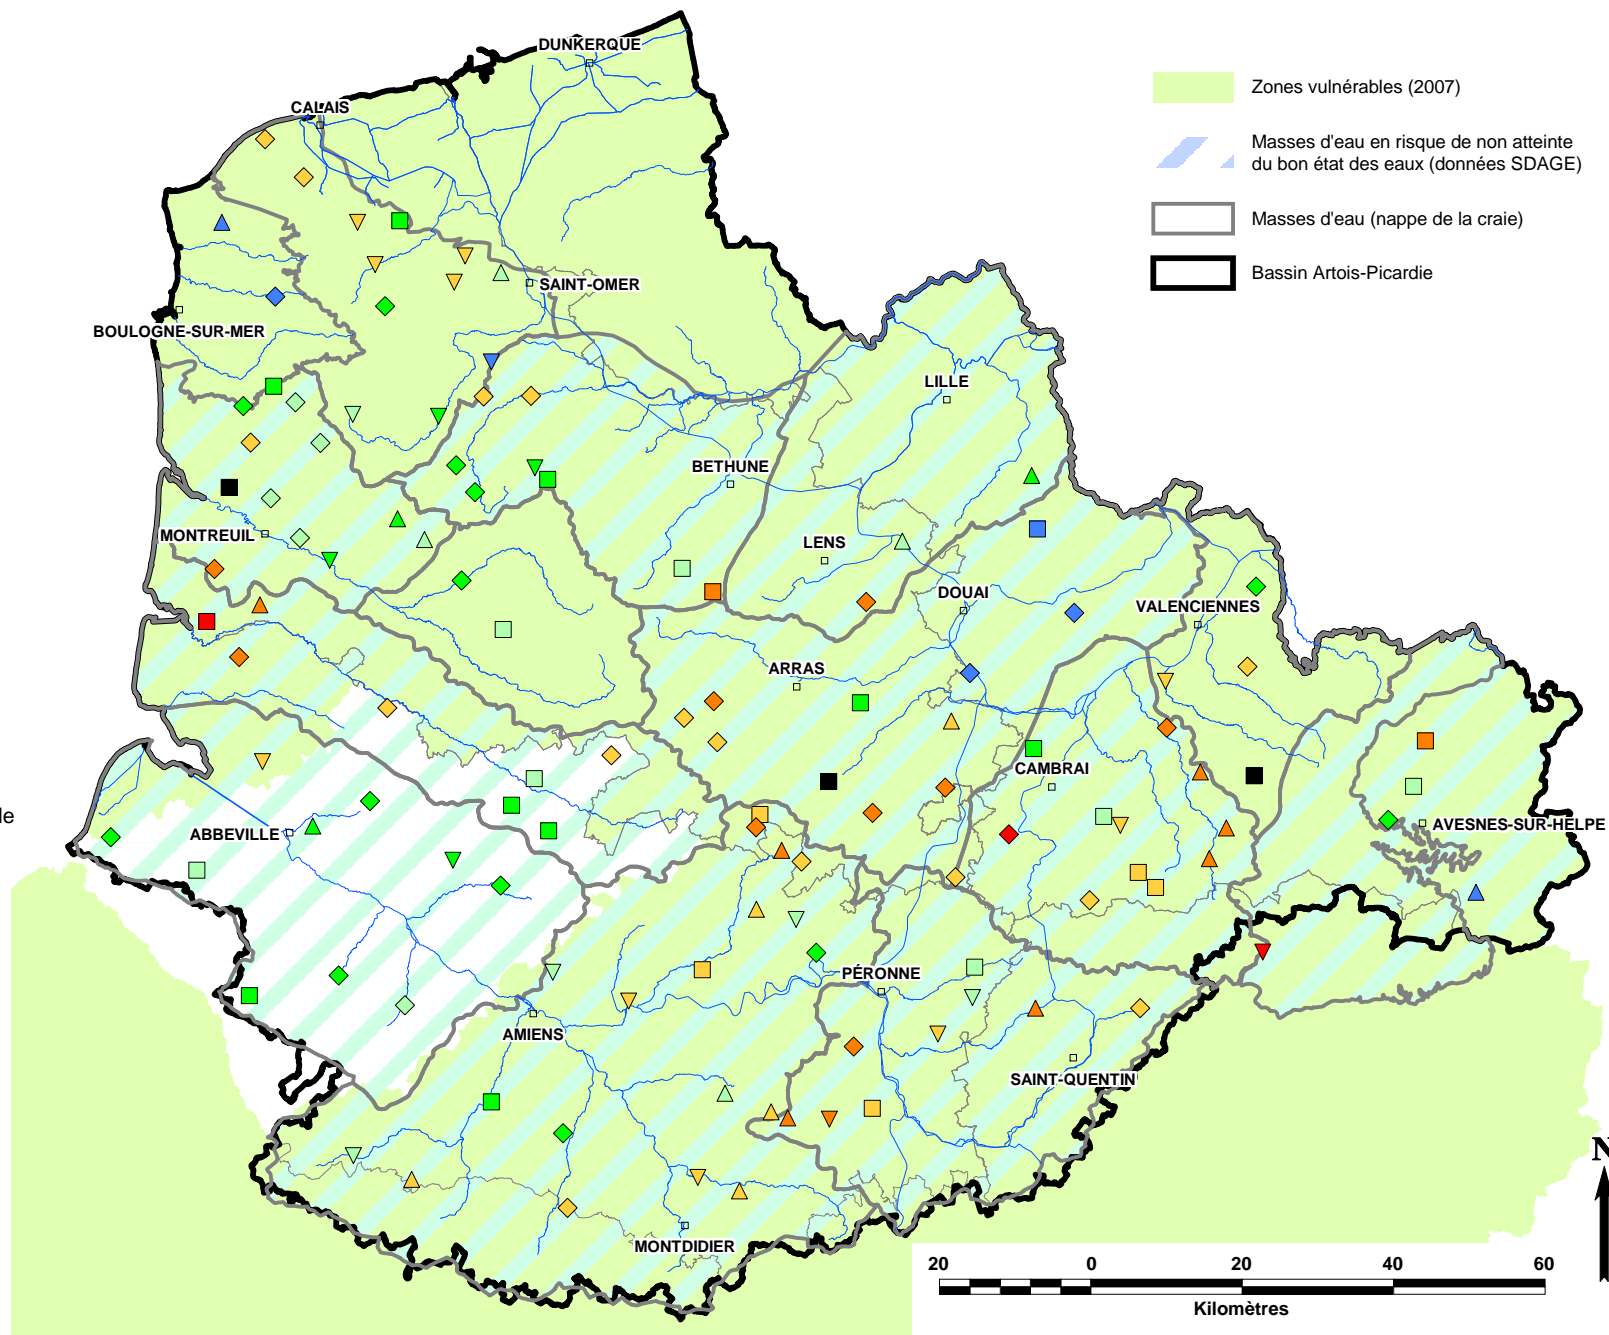 DUNKERQUE
Zones vulnérables (2007)
CALAIS
Masses d'eau en risque de non atteinte
du bon état des eaux (données SDAGE)
Masses d'eau (nappe de la craie)
Bassin Artois-Picardie
SAINT-OMER
BOULOGNE-SUR-MER
LILLE
BETHUNE
MONTREUIL
LENS
DOUAI
VALENCIENNES
ARRAS
CAMBRAI
le
ABBEVILLE
AVESNES-SUR-HELPE
PÉRONNE
AMIENS
SAINT-QUENTIN
N
MONTDIDIER
20 0 20 40 60
Kilomètres